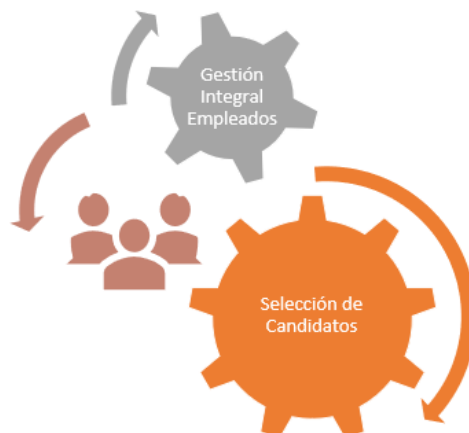 Gestión
Integral
Empleados
Selección de
Candidatos